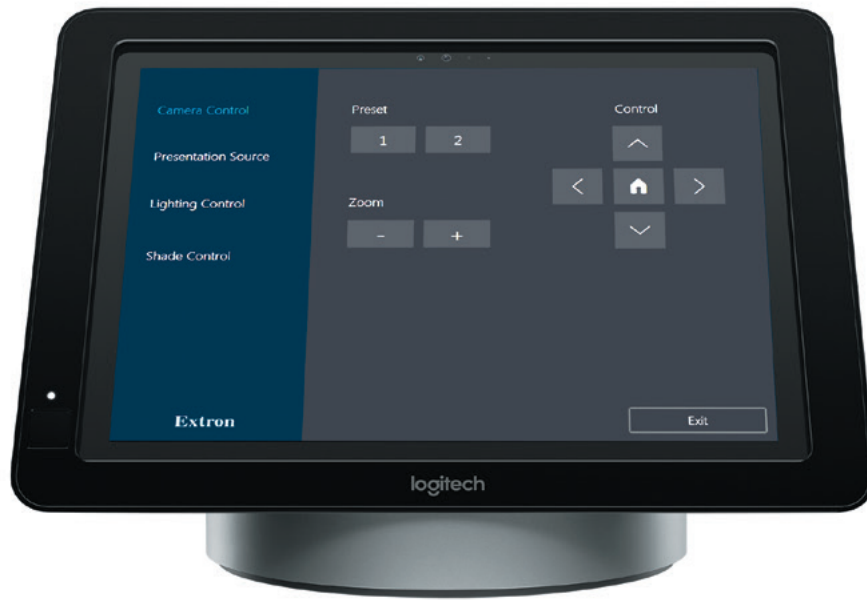 Camera Control
Presentation Source
Lighting Control
Shade Control
Extron
Preset
1 2
Zoom
- +
Control
Exit
logitech